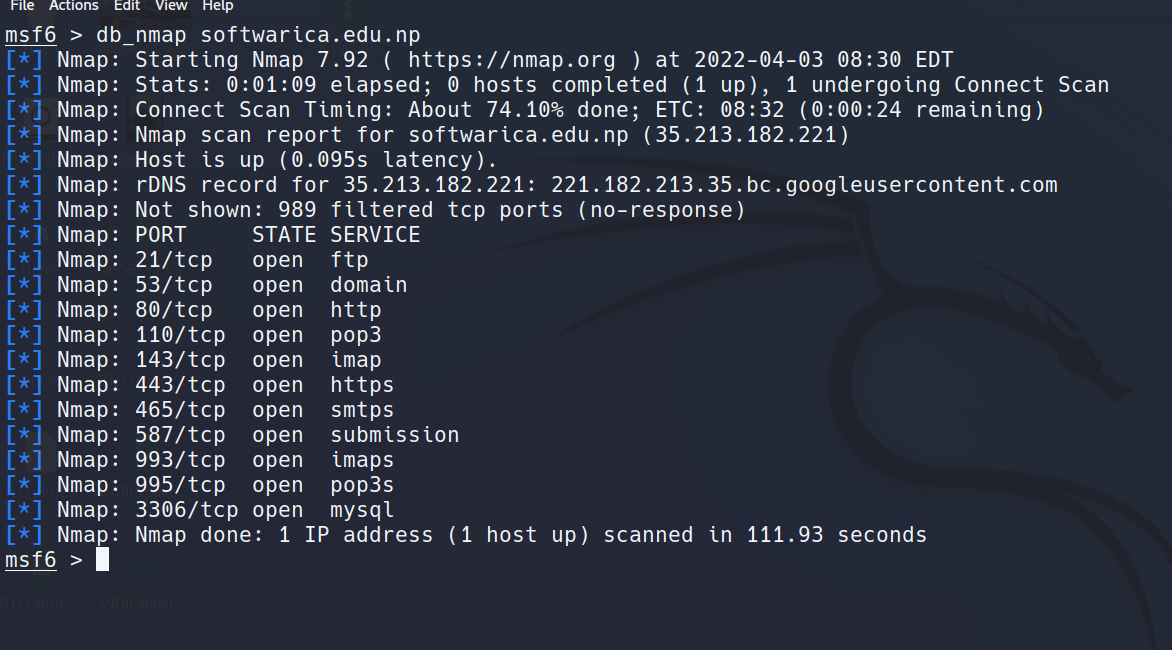 File Actions Edit View Help
msf6 > db_nmap softwarica.edu.np
[*] Nmap: Starting Nmap 7.92 ( https://nmap.org ) at 2022-04-03 08:30 EDT
[*] Nmap: Stats: 0:01:09 elapsed; 0 hosts completed (1 up), 1 undergoing Connect Scan
[*] Nmap: Connect Scan Timing: About 74.10% done; ETC: 08:32 (0:00:24 remaining)
[*] Nmap: Nmap scan report for softwarica.edu.np (35.213.182.221)
[*] Nmap: Host is up (0.095s latency).
[*] Nmap: rDNS record for 35.213.182.221: 221.182.213.35.bc.googleusercontent.com
[*] Nmap: Not shown: 989 filtered tcp ports (no-response)
[*] Nmap: PORT     STATE SERVICE
[*] Nmap: 21/tcp   open  ftp
[*] Nmap: 53/tcp   open  domain
[*] Nmap: 80/tcp   open  http
[*] Nmap: 110/tcp  open  pop3
[*] Nmap: 143/tcp  open  imap
[*] Nmap: 443/tcp  open  https
[*] Nmap: 465/tcp  open  smtps
[*] Nmap: 587/tcp  open  submission
[*] Nmap: 993/tcp  open  imaps
[*] Nmap: 995/tcp  open  pop3s
[*] Nmap: 3306/tcp open  mysql
[*] Nmap: Nmap done: 1 IP address (1 host up) scanned in 111.93 seconds
msf6 >
JNDIExploit